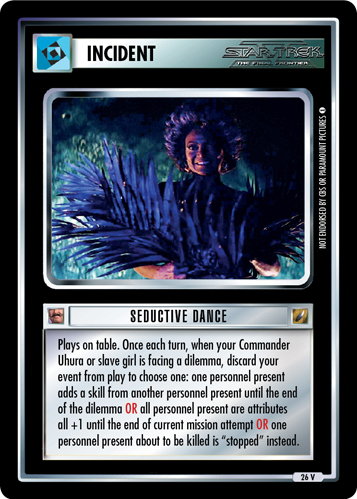 INCIDENT
STAR TREK
THE FINAL FRONTIER
NOT ENDORSED BY CBS OR PARAMOUNT PICTURES
SEDUCTIVE DANCE
Plays on table. Once each turn, when your Commander
Uhura or slave girl is facing a dilemma, discard your
event from play to choose one: one personnel present
adds a skill from another personnel present until the end
of the dilemma OR all personnel present are attributes
all +1 until the end of current mission attempt OR one
personnel present about to be killed is "stopped" instead.
26 V